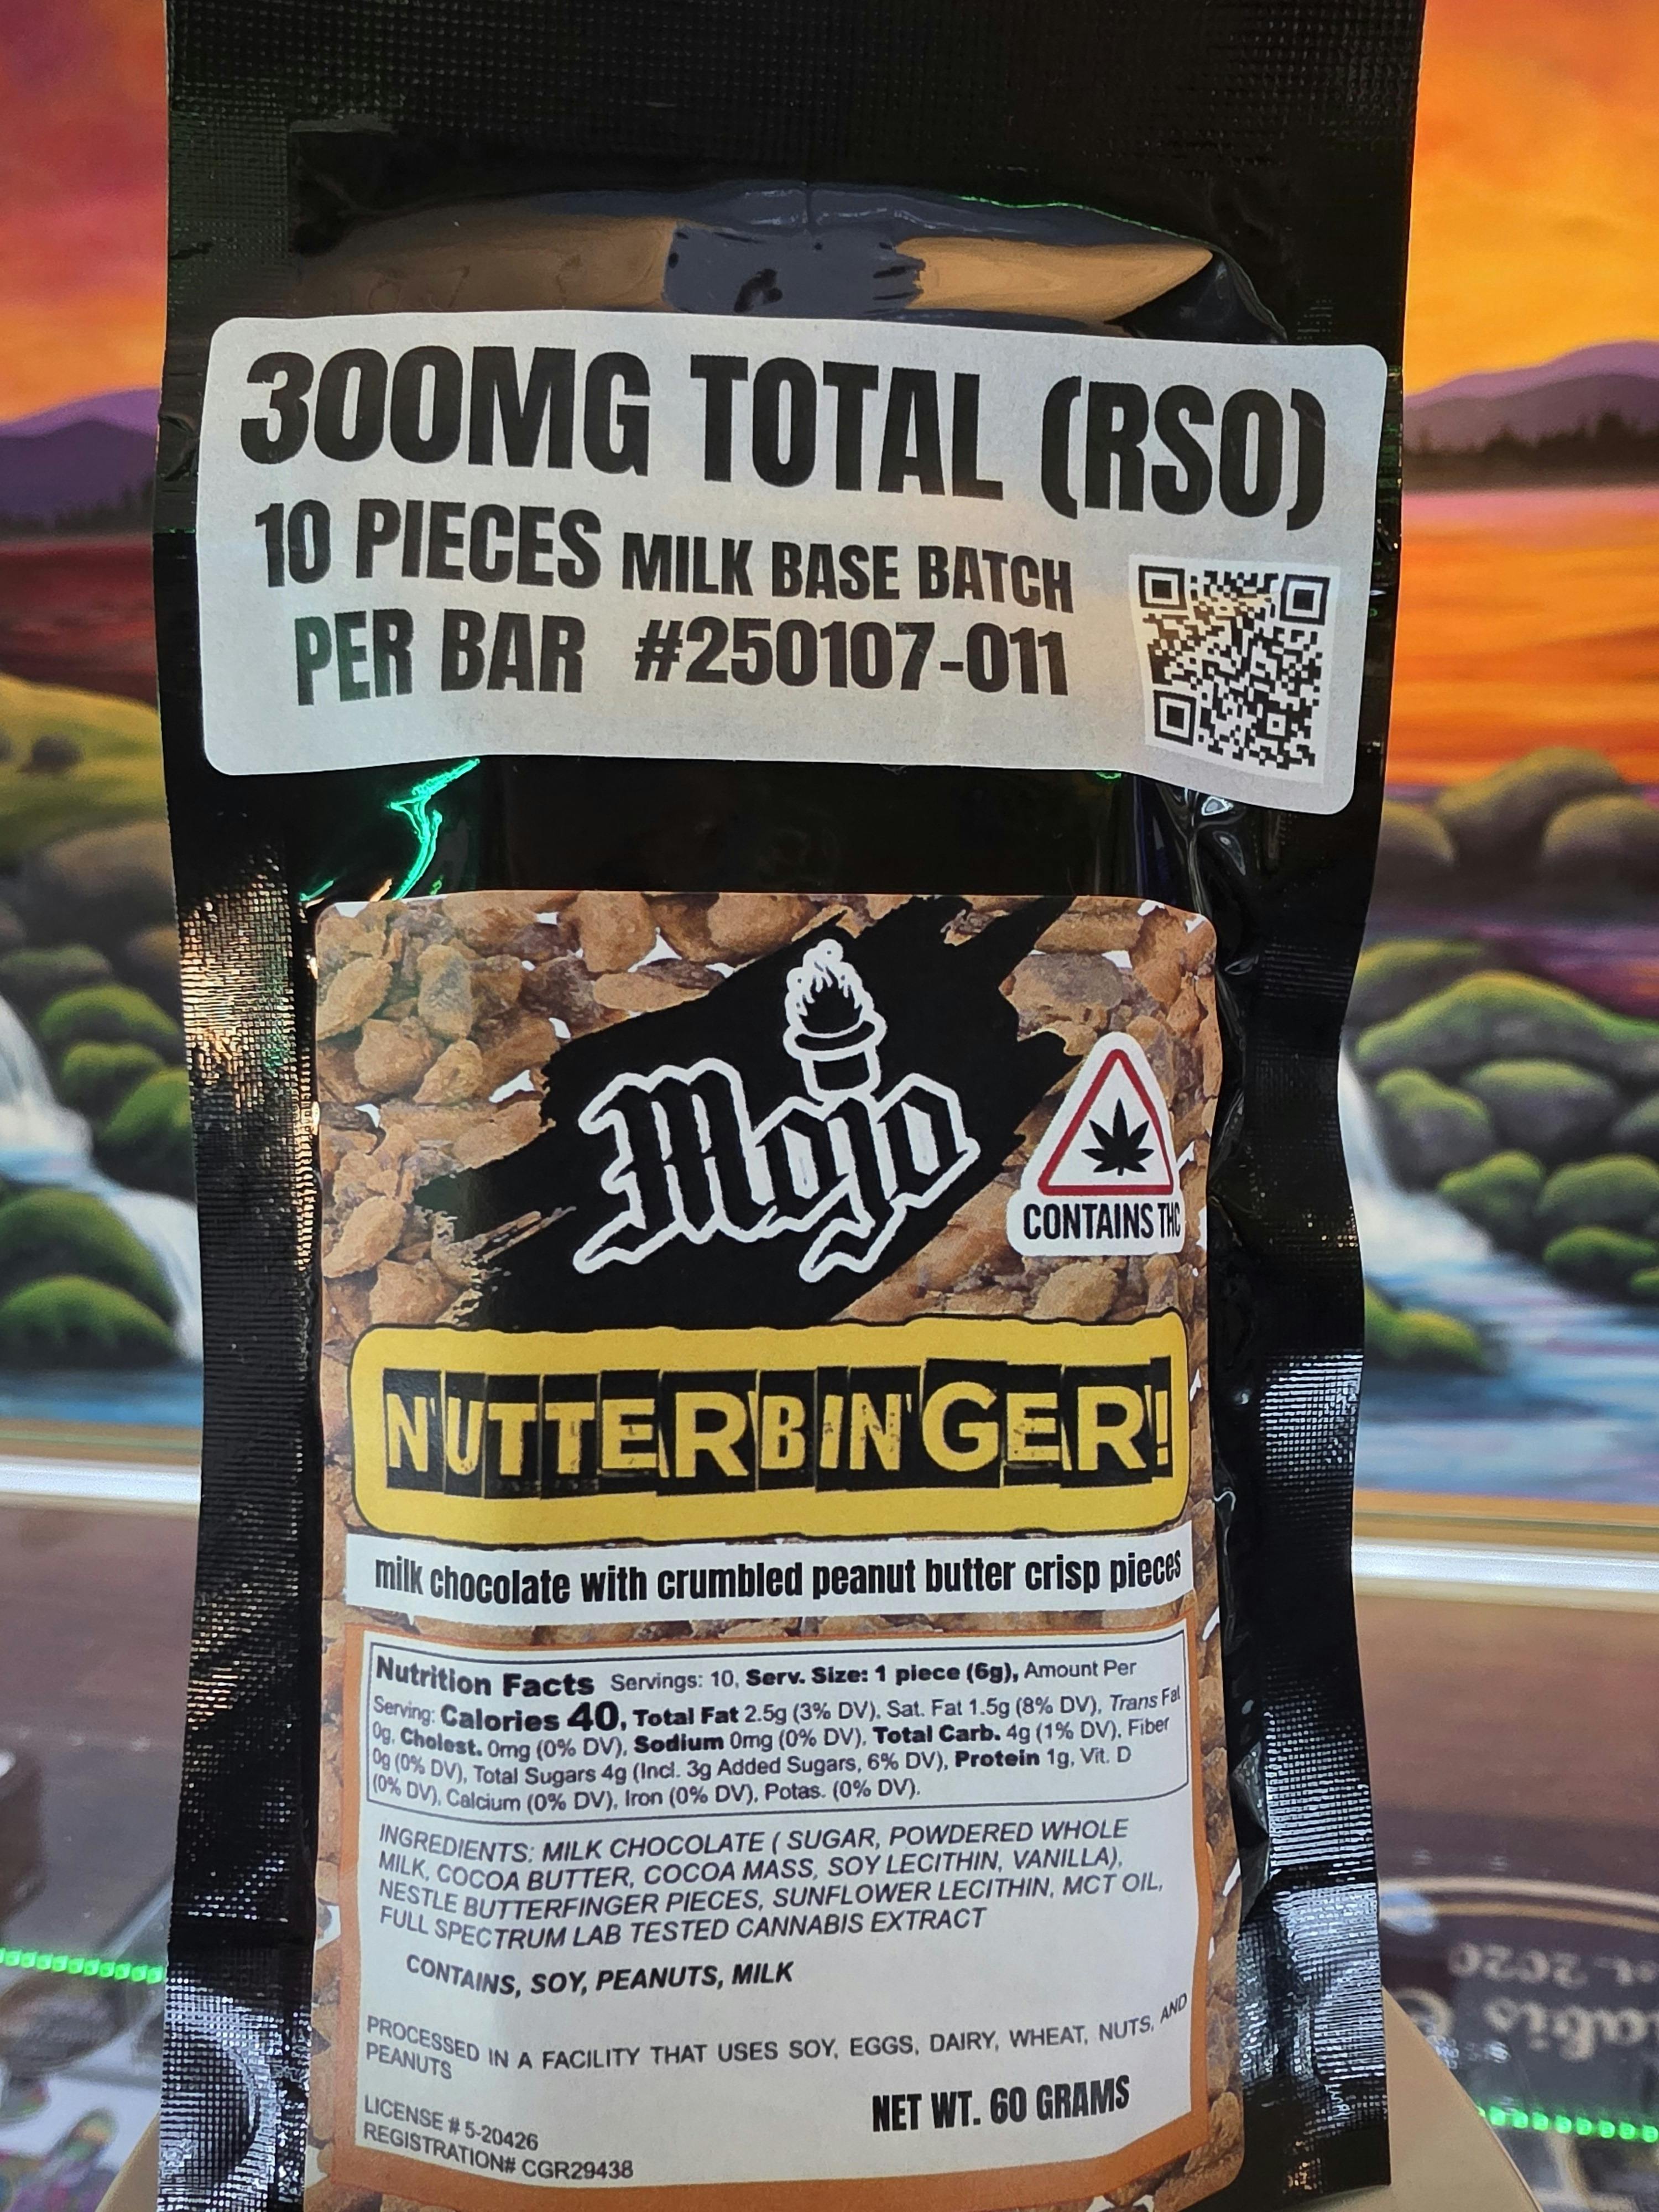 300MG TOTAL (RSO)
10 PIECES MILK BASE BATCH
PER BAR #250107-011
Mojo
CONTAINS THC
NUTTERBINGER!
milk chocolate with crumbled peanut butter crisp pieces
Nutrition Facts Servings: 10, Serv. Size: 1 piece (6g), Amount Per
Serving: Calories 40, Total Fat 2.5g (3% DV), Sat. Fat 1.5g (8% DV), Trans Fat
0g, Cholest. 0mg (0% DV), Sodium 0mg (0% DV), Total Carb. 4g (1% DV), Fiber
0g (0% DV), Total Sugars 4g (Incl. 3g Added Sugars, 6% DV), Protein 1g, Vit. D
(0% DV), Calcium (0% DV), Iron (0% DV), Potas. (0% DV).
INGREDIENTS: MILK CHOCOLATE ( SUGAR, POWDERED WHOLE
MILK, COCOA BUTTER, COCOA MASS, SOY LECITHIN, VANILLA),
NESTLE BUTTERFINGER PIECES, SUNFLOWER LECITHIN, MCT OIL,
FULL SPECTRUM LAB TESTED CANNABIS EXTRACT
CONTAINS, SOY, PEANUTS, MILK
PROCESSED IN A FACILITY THAT USES SOY, EGGS, DAIRY, WHEAT, NUTS, AND
PEANUTS
LICENSE # 5-20426
REGISTRATION# CGR29438
NET WT. 60 GRAMS
2020